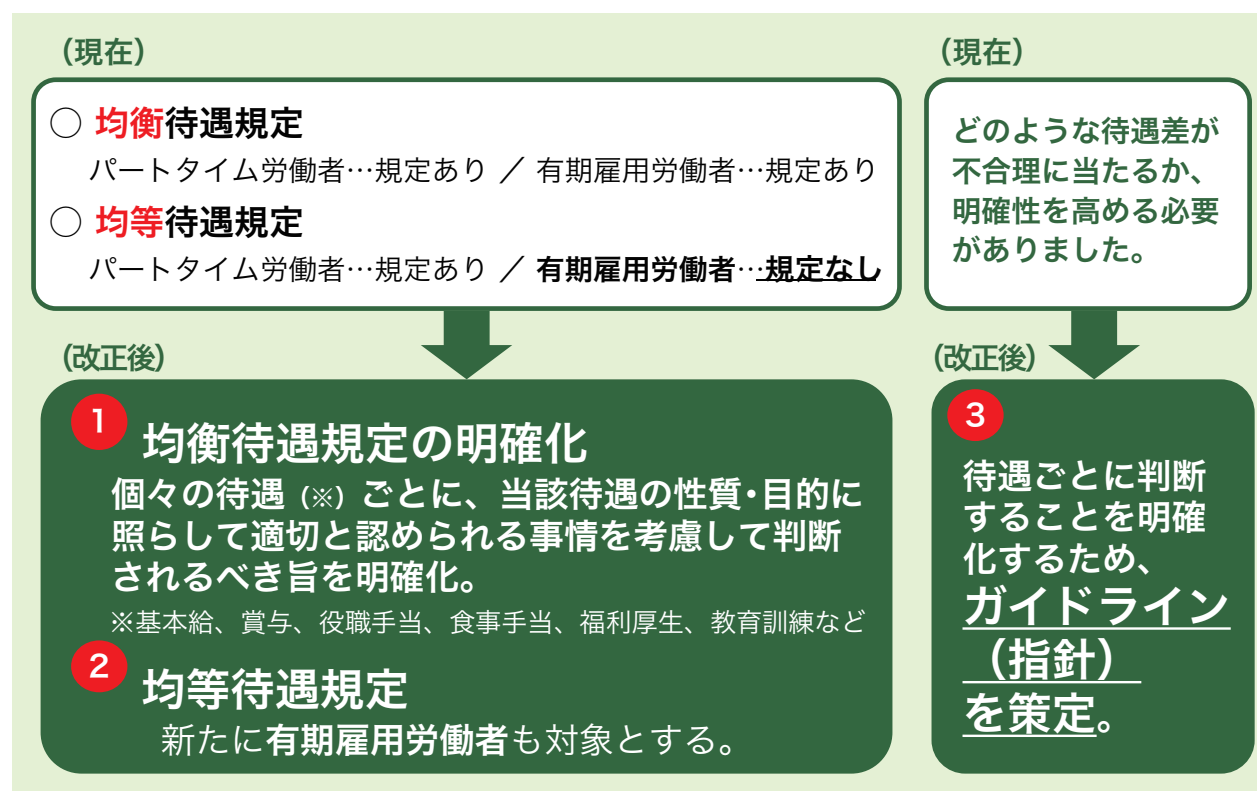 （現在）
○ 均衡待遇規定
パートタイム労働者…規定あり ／ 有期雇用労働者…規定あり
○ 均等待遇規定
パートタイム労働者…規定あり ／ 有期雇用労働者…規定なし
（改正後）
1
均衡待遇規定の明確化
個々の待遇（※）ごとに、当該待遇の性質・目的に
照らして適切と認められる事情を考慮して判断
されるべき旨を明確化。
※基本給、賞与、役職手当、食事手当、福利厚生、教育訓練など
2
均等待遇規定
新たに有期雇用労働者も対象とする。
（現在）
どのような待遇差が
不合理に当たるか、
明確性を高める必要
がありました。
（改正後）
3
待遇ごとに判断
することを明確
化するため、
ガイドライン
（指針）
を策定。